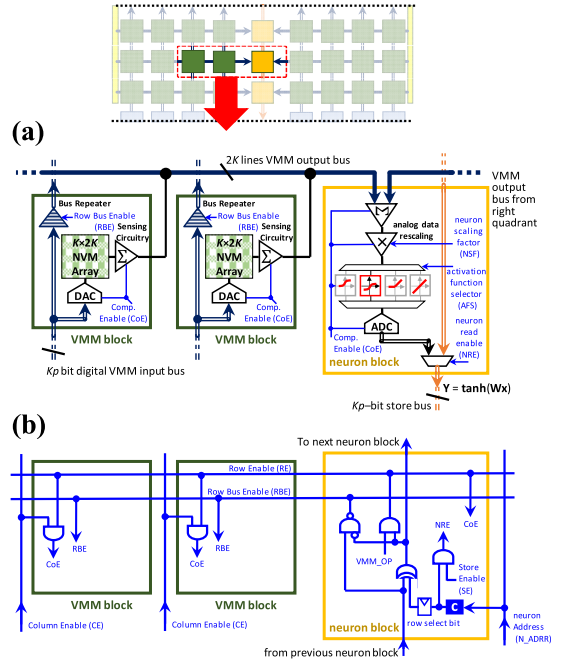 (a)
2K lines VMM output bus
VMM
output
bus from
right
quadrant
Bus Repeater
Row Bus Enable
(RBE)
Sensing
Circuitry
K×2K
NVM
Array
Σ
DAC
Comp.
Enable (CoE)
VMM block
Bus Repeater
Row Bus Enable
(RBE)
Sensing
Circuitry
K×2K
NVM
Array
Σ
DAC
Comp.
Enable (CoE)
VMM block
Σ
analog data
rescaling
×
neuron
scaling
factor
(NSF)
activation
function
selector
(AFS)
neuron
read
enable
(NRE)
ADC
Comp.
Enable (CoE)
neuron block
Kp bit digital VMM input bus
Y = tanh(Wx)
Kp–bit store bus
(b)
To next neuron block
Row Enable (RE)
Row Bus Enable (RBE)
CoE
RBE
VMM block
Column Enable (CE)
CoE
RBE
VMM block
Column Enable (CE)
NRE
CoE
VMM_OP
Store
Enable
(SE)
C
row select bit
neuron block
neuron
Address
(N_ADRR)
from previous neuron block